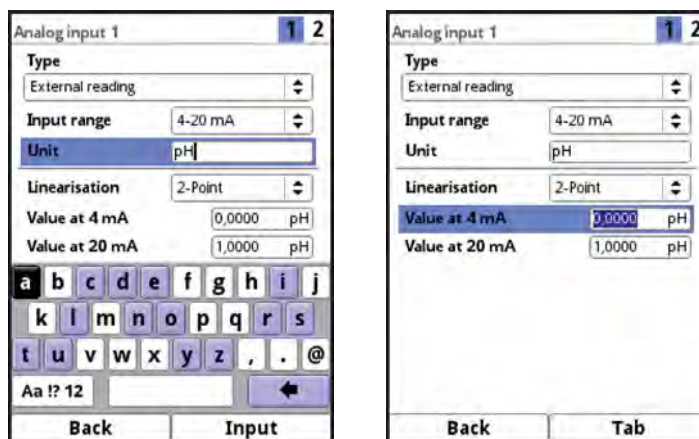 Analog input 1 1 2
Type
External reading
Input range 4-20 mA
Unit pH
Linearisation 2-Point
Value at 4 mA 0,0000 pH
Value at 20 mA 1,0000 pH
a b c d e f g h i j
k l m n o p q r s
t u v w x y z , . @
Aa !? 12
Back Input
Analog input 1 1 2
Type
External reading
Input range 4-20 mA
Unit pH
Linearisation 2-Point
Value at 4 mA 0,0000 pH
Value at 20 mA 1,0000 pH
Back Tab